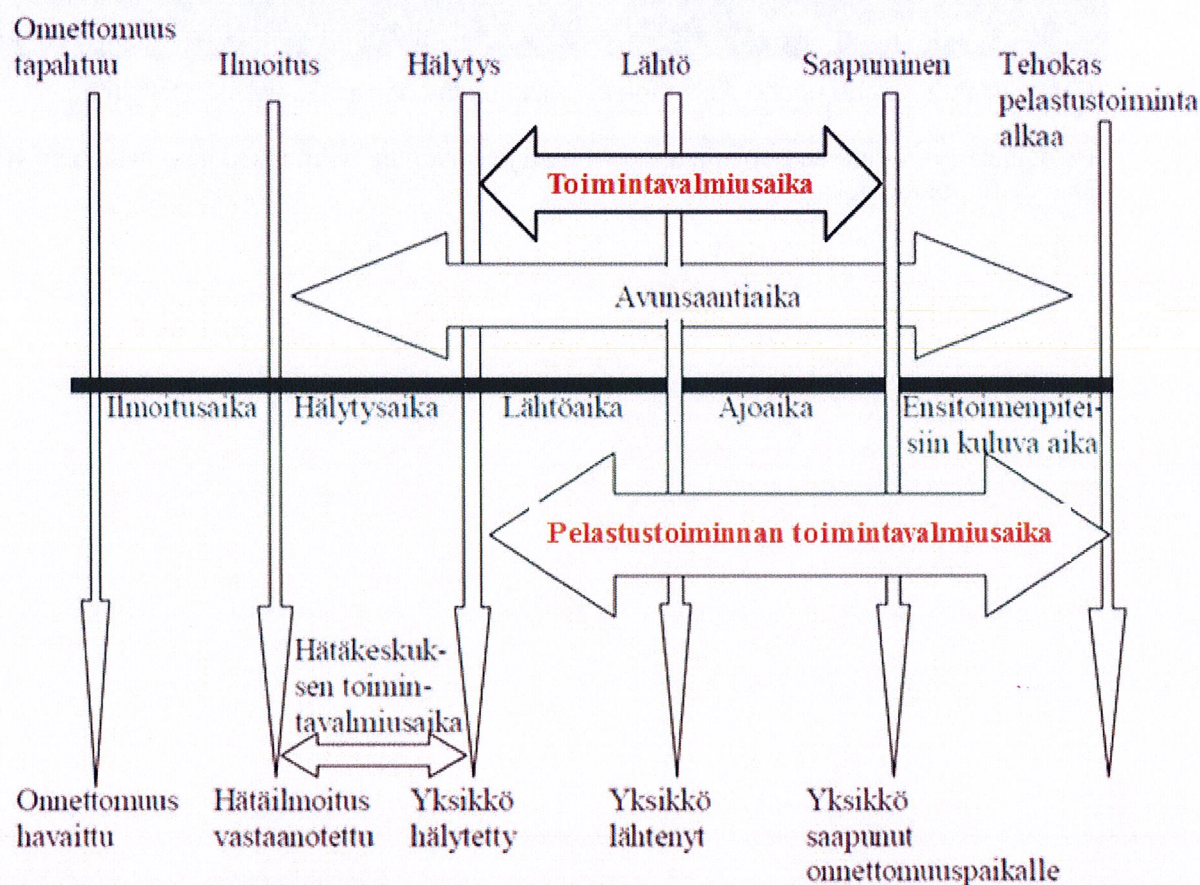 Onnettomuus
tapahtuu
Ilmoitus
Hälytys
Lähtö
Saapuminen
Tehokas
pelastustoiminta
alkaa
Toimintavalmiusaika
Avunsaantiaika
Ilmoitusaika
Hälytysaika
Lähtöaika
Ajoaika
Ensitoimenpitei-
siin kuluva aika
Pelastustoiminnan toimintavalmiusaika
Hätäkeskuk-
sen toimin-
tavalmiusaika
Onnettomuus
havaittu
Hätäilmoitus
vastaanotettu
Yksikkö
hälytetty
Yksikkö
lähtenyt
Yksikkö
saapunut
onnettomuuspaikalle